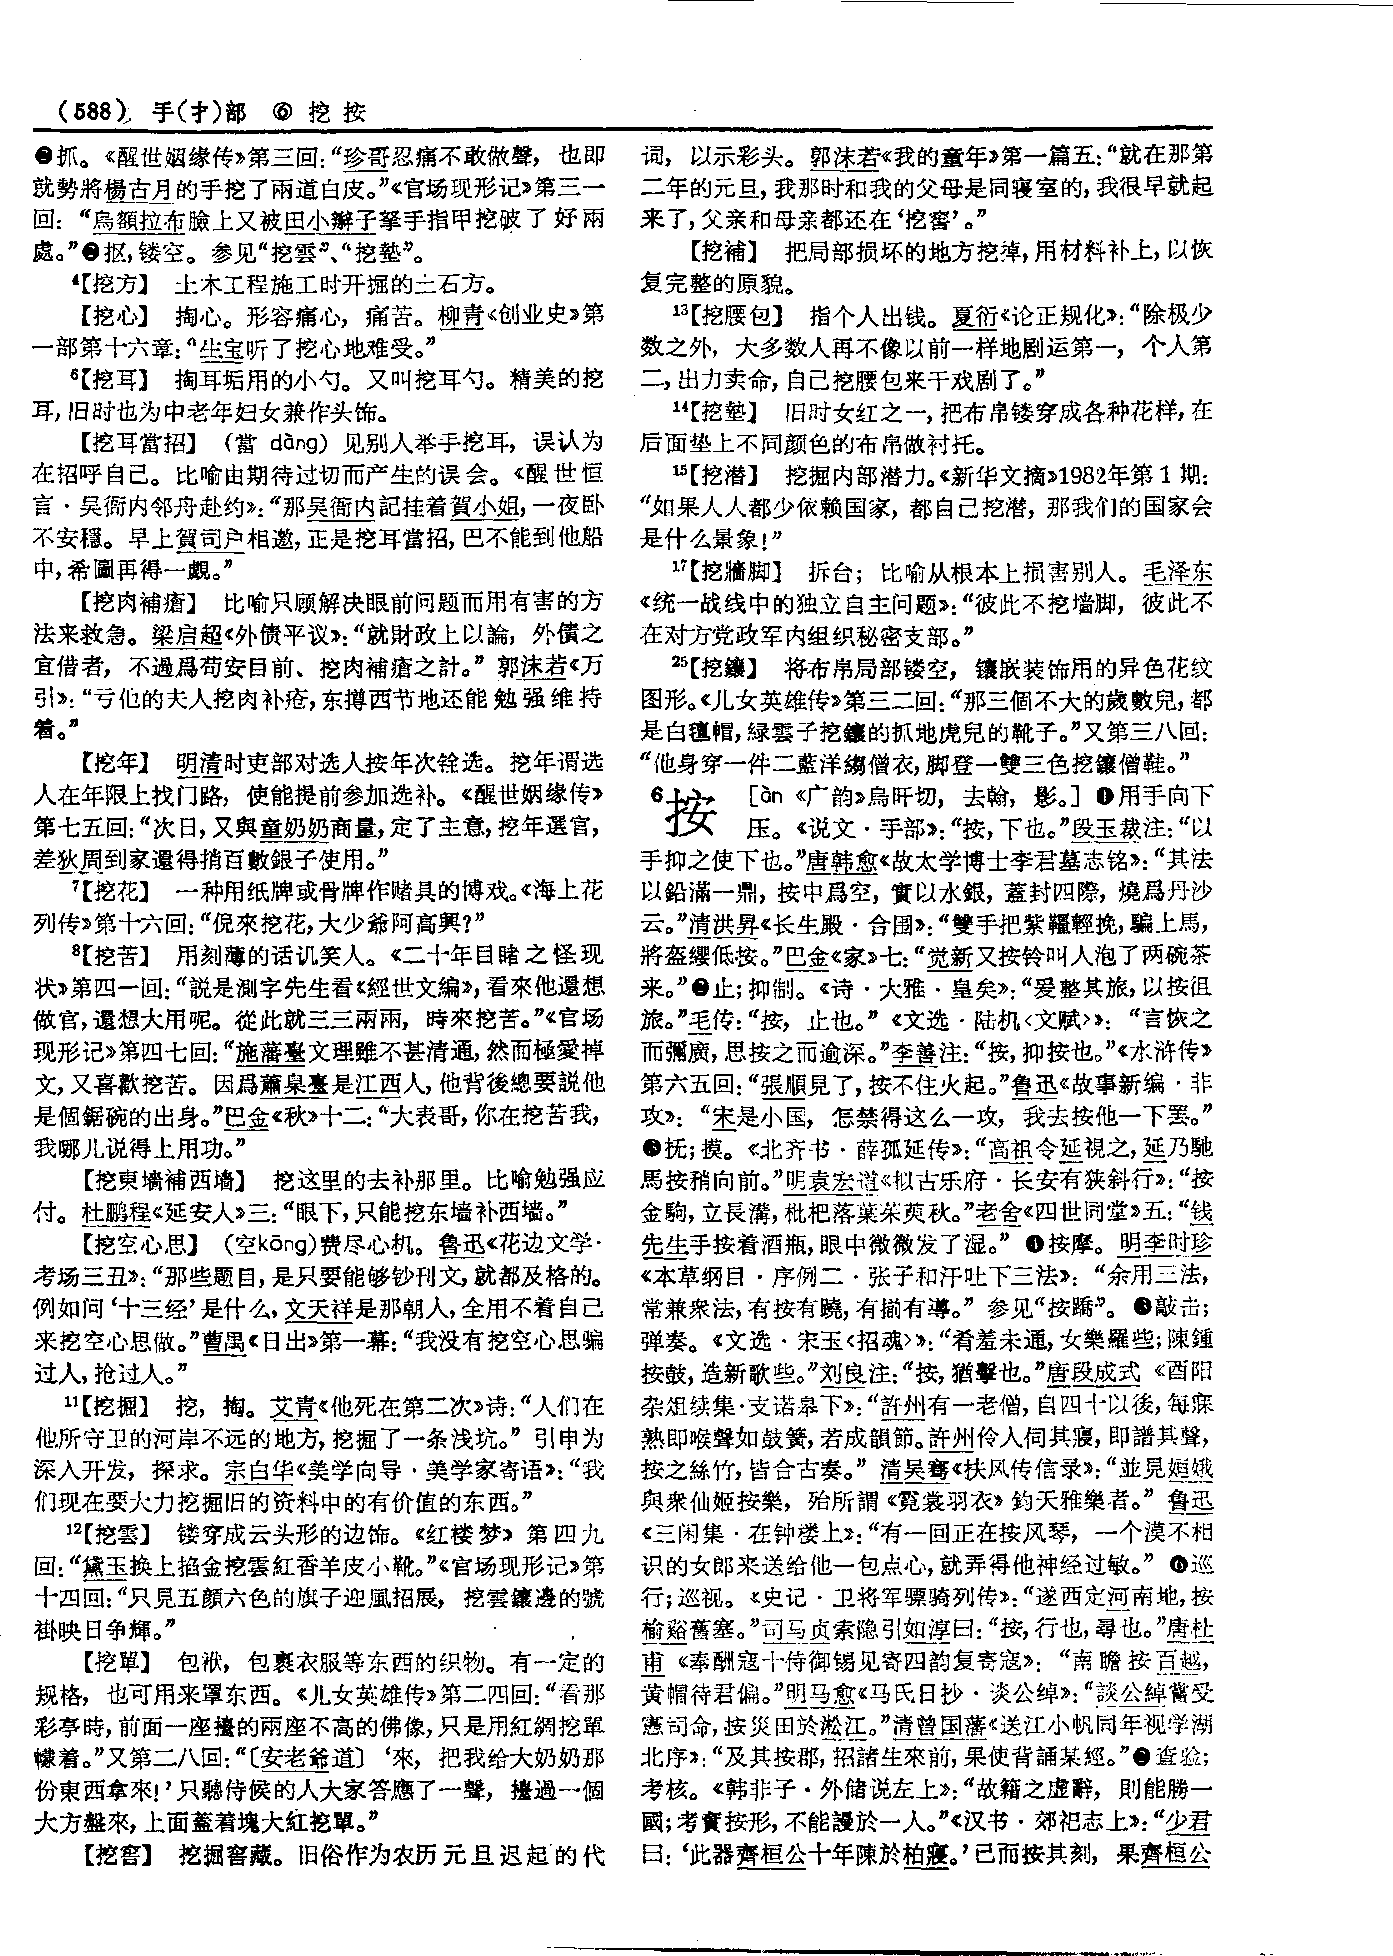 (588) 手(扌)部 ⑥ 挖 按
❷抓。《醒世姻缘传》第三回：“珍哥忍痛不敢做聲，也即
就勢將楊古月的手挖了兩道白皮。”《官场现形记》第三一
回：“烏額拉布臉上又被田小辮子拏手指甲挖破了好兩
處。”❸抠，镂空。参见“挖雲²”、“挖墊²”。
⁴【挖方】 土木工程施工时开掘的土石方。
【挖心】 掏心。形容痛心，痛苦。柳青《创业史》第
一部第十六章：“生宝听了挖心地难受。”
⁶【挖耳】 掏耳垢用的小勺。又叫挖耳勺。精美的挖
耳，旧时也为中老年妇女兼作头饰。
【挖耳當招】 (當 dàng) 见别人举手挖耳，误认为
在招呼自己。比喻由期待过切而产生的误会。《醒世恒
言·吴衙内邻舟赴约》：“那吴衙内記挂着賀小姐，一夜卧
不安穩。早上賀司户相邀，正是挖耳當招，巴不能到他船
中，希圖再得一覷。”
【挖肉補瘡】 比喻只顾解决眼前问题而用有害的方
法来救急。梁启超《外债平议》：“就財政上以論，外債之
宜借者，不過爲苟安目前、挖肉補瘡之計。”郭沫若《万
引》：“亏他的夫人挖肉补疮，东撙西节地还能勉强维持
着。”
【挖年】 明清时吏部对选人按年次铨选。挖年谓选
人在年限上找门路，使能提前参加选补。《醒世姻缘传》
第七五回：“次日，又與童奶奶商量，定了主意，挖年選官，
差狄周到家還得捎百數銀子使用。”
⁷【挖花】 一种用纸牌或骨牌作赌具的博戏。《海上花
列传》第十六回：“倪來挖花，大少爺阿高興？”
⁸【挖苦】 用刻薄的话讥笑人。《二十年目睹之怪现
状》第四一回：“説是測字先生看《經世文編》，看來他還想
做官，還想大用呢。從此就三三兩兩，時來挖苦。”《官场
现形记》第四七回：“施藩臺文理雖不甚清通，然而極愛掉
文，又喜歡挖苦。因爲蕭臬臺是江西人，他背後總要説他
是個鋸碗的出身。”巴金《秋》十二：“大表哥，你在挖苦我，
我哪儿说得上用功。”
【挖東墻補西墻】 挖这里的去补那里。比喻勉强应
付。杜鹏程《延安人》三：“眼下，只能挖东墙补西墙。”
【挖空心思】 (空kōng)费尽心机。鲁迅《花边文学·
考场三丑》：“那些题目，是只要能够钞刊文，就都及格的。
例如问‘十三经’是什么，文天祥是那朝人，全用不着自己
来挖空心思做。”曹禺《日出》第一幕：“我没有挖空心思骗
过人，抢过人。”
¹¹【挖掘】 挖，掏。艾青《他死在第二次》诗：“人们在
他所守卫的河岸不远的地方，挖掘了一条浅坑。”引申为
深入开发，探求。宗白华《美学向导·美学家寄语》：“我
们现在要大力挖掘旧的资料中的有价值的东西。”
¹²【挖雲】 镂穿成云头形的边饰。《红楼梦》第四九
回：“黛玉换上掐金挖雲紅香羊皮小靴。”《官场现形记》第
十四回：“只見五顏六色的旗子迎風招展，挖雲鑲邊的號
褂映日争輝。”
【挖單】 包袱，包裹衣服等东西的织物。有一定的
规格，也可用来罩东西。《儿女英雄传》第二四回：“看那
彩亭時，前面一座擡的兩座不高的佛像，只是用紅綢挖單
幪着。”又第二八回：“〔安老爺道〕‘來，把我给大奶奶那
份東西拿來！’只聽侍候的人大家答應了一聲，擡過一個
大方盤來，上面蓋着塊大紅挖單。”
【挖窖】 挖掘窖藏。旧俗作为农历元旦迟起的代
词，以示彩头。郭沫若《我的童年》第一篇五：“就在那第
二年的元旦，我那时和我的父母是同寝室的，我很早就起
来了，父亲和母亲都还在‘挖窖’。”
【挖補】 把局部损坏的地方挖掉，用材料补上，以恢
复完整的原貌。
¹³【挖腰包】 指个人出钱。夏衍《论正规化》：“除极少
数之外，大多数人再不像以前一样地剧运第一，个人第
二，出力卖命，自己挖腰包来干戏剧了。”
¹⁴【挖墊】 旧时女红之一，把布帛镂穿成各种花样，在
后面垫上不同颜色的布帛做衬托。
¹⁵【挖潜】 挖掘内部潜力。《新华文摘》1982年第1期：
“如果人人都少依赖国家，都自己挖潜，那我们的国家会
是什么景象！”
¹⁷【挖牆脚】 拆台；比喻从根本上损害别人。毛泽东
《统一战线中的独立自主问题》：“彼此不挖墙脚，彼此不
在对方党政军内组织秘密支部。”
²⁵【挖鑲】 将布帛局部镂空，镶嵌装饰用的异色花纹
图形。《儿女英雄传》第三二回：“那三個不大的歲數兒，都
是白氊帽，緑雲子挖鑲的抓地虎兒的靴子。”又第三八回：
“他身穿一件二藍洋縐僧衣，脚登一雙三色挖鑲僧鞋。”
⁶按 [àn《广韵》烏旰切，去翰，影。] ❶用手向下
压。《说文·手部》：“按，下也。”段玉裁注：“以
手抑之使下也。”唐韩愈《故太学博士李君墓志铭》：“其法
以鉛滿一鼎，按中爲空，實以水銀，蓋封四際，燒爲丹沙
云。”清洪昇《长生殿·合围》：“雙手把紫韁輕挽，騙上馬，
將盔缨低按。”巴金《家》七：“觉新又按铃叫人泡了两碗茶
来。”❷止；抑制。《诗·大雅·皇矣》：“爰整其旅，以按徂
旅。”毛传：“按，止也。”《文选·陆机〈文赋〉》：“言恢之
而彌廣，思按之而逾深。”李善注：“按，抑按也。”《水浒传》
第六五回：“張順見了，按不住火起。”鲁迅《故事新编·非
攻》：“宋是小国，怎禁得这么一攻，我去按他一下罢。”
❸抚；摸。《北齐书·薛孤延传》：“高祖令延視之，延乃馳
馬按矟向前。”明袁宏道《拟古乐府·长安有狭斜行》：“按
金駒，立長溝，枇杷落葉茱萸秋。”老舍《四世同堂》五：“钱
先生手按着酒瓶，眼中微微发了湿。”❹按摩。明李时珍
《本草纲目·序例二·张子和汗吐下三法》：“余用三法，
常兼衆法，有按有蹺，有揃有導。”参见“按蹻²”。❺敲击；
弹奏。《文选·宋玉〈招魂〉》：“肴羞未通，女樂羅些；陳鍾
按鼓，造新歌些。”刘良注：“按，猶擊也。”唐段成式《酉阳
杂俎续集·支诺皋下》：“許州有一老僧，自四十以後，每寐
熟即喉聲如鼓簧，若成韻節。許州伶人伺其寢，即譜其聲，
按之絲竹，皆合古奏。”清吴骞《扶风传信录》：“並見姮娥
與衆仙姬按樂，殆所謂《霓裳羽衣》鈞天雅樂者。”鲁迅
《三闲集·在钟楼上》：“有一回正在按风琴，一个漠不相
识的女郎来送给他一包点心，就弄得他神经过敏。”❻巡
行；巡视。《史记·卫将军骠骑列传》：“遂西定河南地，按
榆谿舊塞。”司马贞索隐引如淳曰：“按，行也，尋也。”唐杜
甫《奉酬寇十侍御锡见寄四韵复寄寇》：“南瞻按百越，
黄帽待君偏。”明马愈《马氏日抄·谈公绰》：“談公綽嘗受
憲司命，按災田於淞江。”清曾国藩《送江小帆同年视学湖
北序》：“及其按郡，招諸生來前，果使背誦某經。”❼查验；
考核。《韩非子·外储说左上》：“故籍之虚辭，則能勝一
國；考實按形，不能謾於一人。”《汉书·郊祀志上》：“少君
曰：‘此器齊桓公十年陳於柏寢。’已而按其刻，果齊桓公